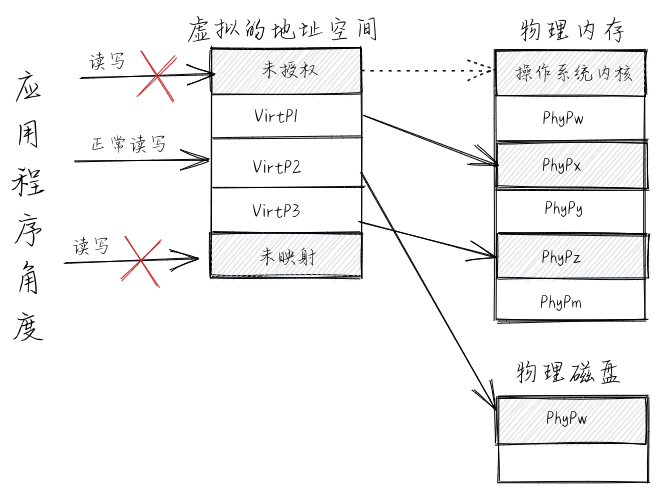 虚拟的地址空间
物理内存
应用程序角度
读写
正常读写
读写
未授权
VirtP1
VirtP2
VirtP3
未映射
操作系统内核
PhyPw
PhyPx
PhyPy
PhyPz
PhyPm
物理磁盘
PhyPw